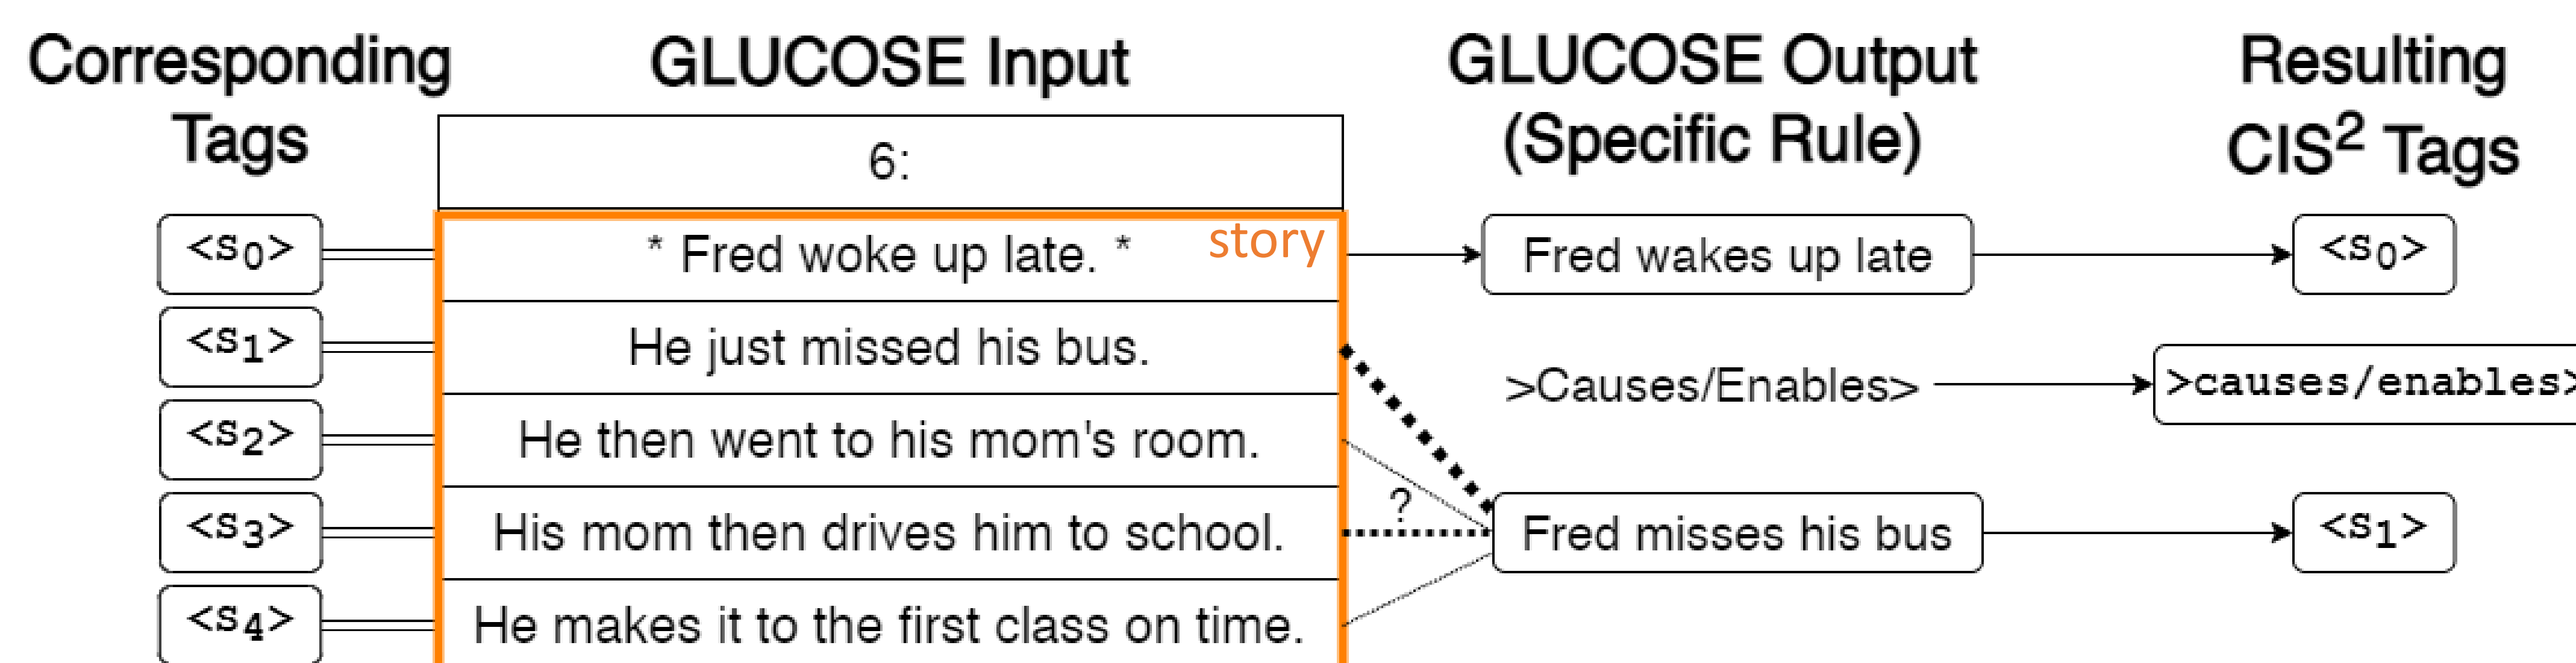 Corresponding
Tags
GLUCOSE Input
GLUCOSE Output
(Specific Rule)
Resulting
CIS² Tags
6:
<s₀>
* Fred woke up late. *
story
Fred wakes up late
<s₀>
<s₁>
He just missed his bus.
>Causes/Enables>
>causes/enables>
<s₂>
He then went to his mom's room.
?
<s₃>
His mom then drives him to school.
Fred misses his bus
<s₁>
<s₄>
He makes it to the first class on time.